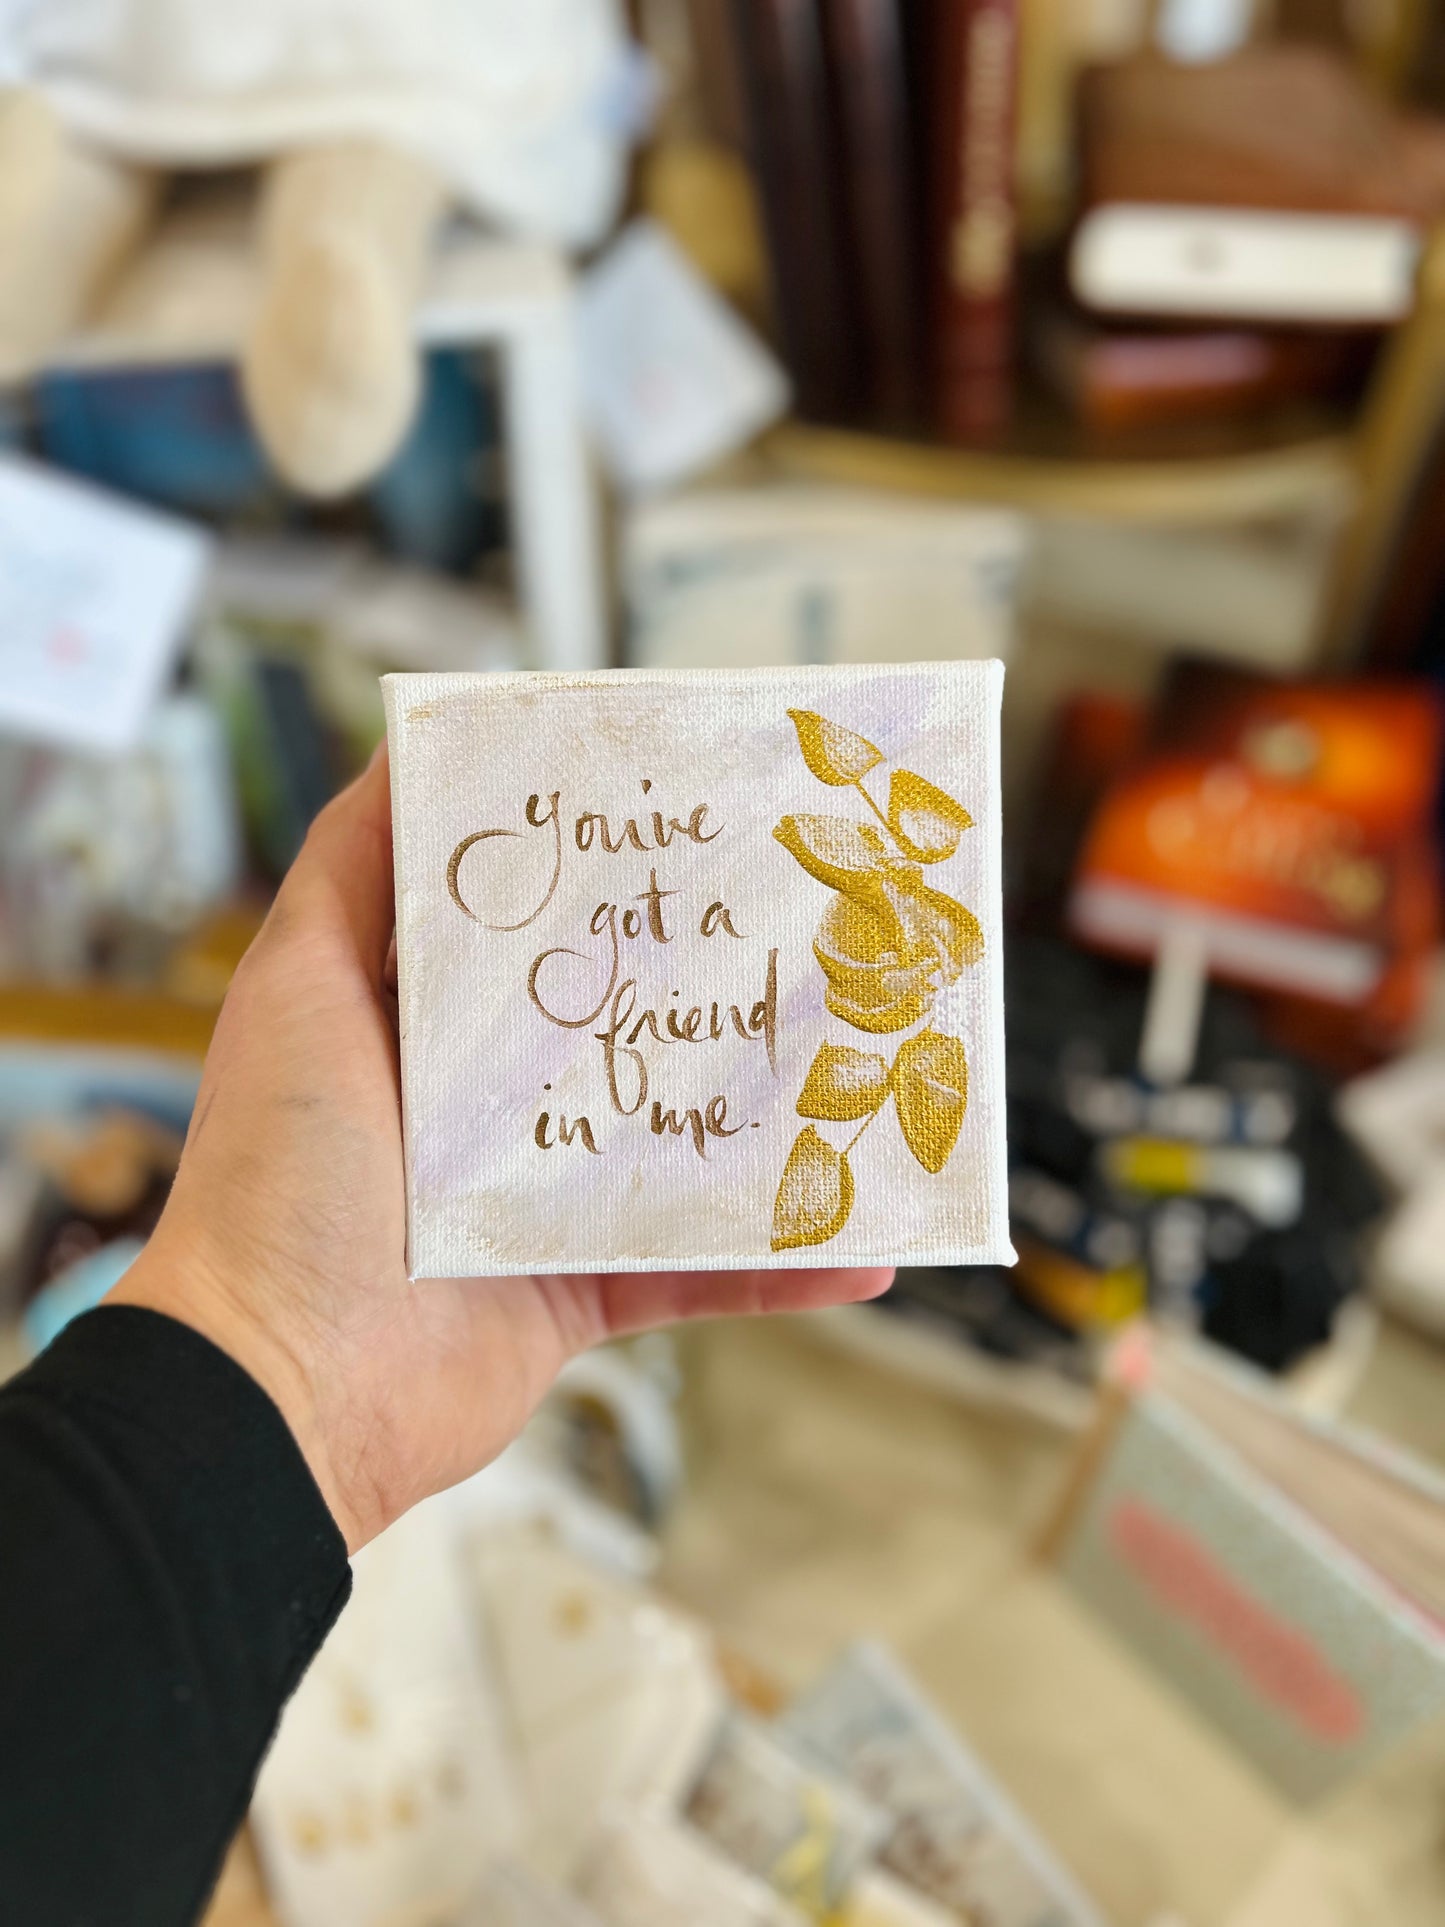 you've
got a
friend
in me.